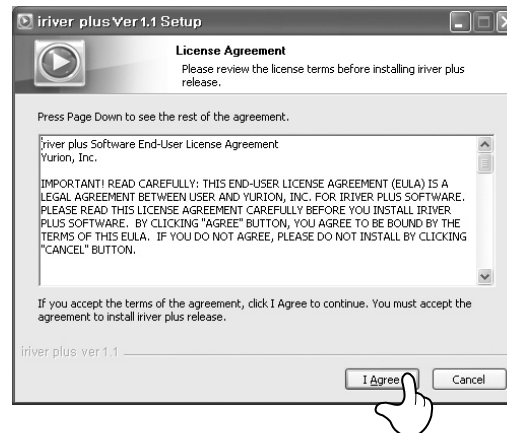 iriver plus Ver 1.1 Setup
License Agreement
Please review the license terms before installing iriver plus
release.
Press Page Down to see the rest of the agreement.
iriver plus Software End-User License Agreement
Yurion, Inc.
IMPORTANT! READ CAREFULLY: THIS END-USER LICENSE AGREEMENT (EULA) IS A
LEGAL AGREEMENT BETWEEN USER AND YURION, INC. FOR IRIVER PLUS SOFTWARE.
PLEASE READ THIS LICENSE AGREEMENT CAREFULLY BEFORE YOU INSTALL IRIVER
PLUS SOFTWARE.  BY CLICKING "AGREE" BUTTON, YOU AGREE TO BE BOUND BY THE
TERMS OF THIS EULA.  IF YOU DO NOT AGREE, PLEASE DO NOT INSTALL BY CLICKING
"CANCEL" BUTTON.
If you accept the terms of the agreement, click I Agree to continue. You must accept the
agreement to install iriver plus release.
iriver plus ver 1.1
I Agree
Cancel